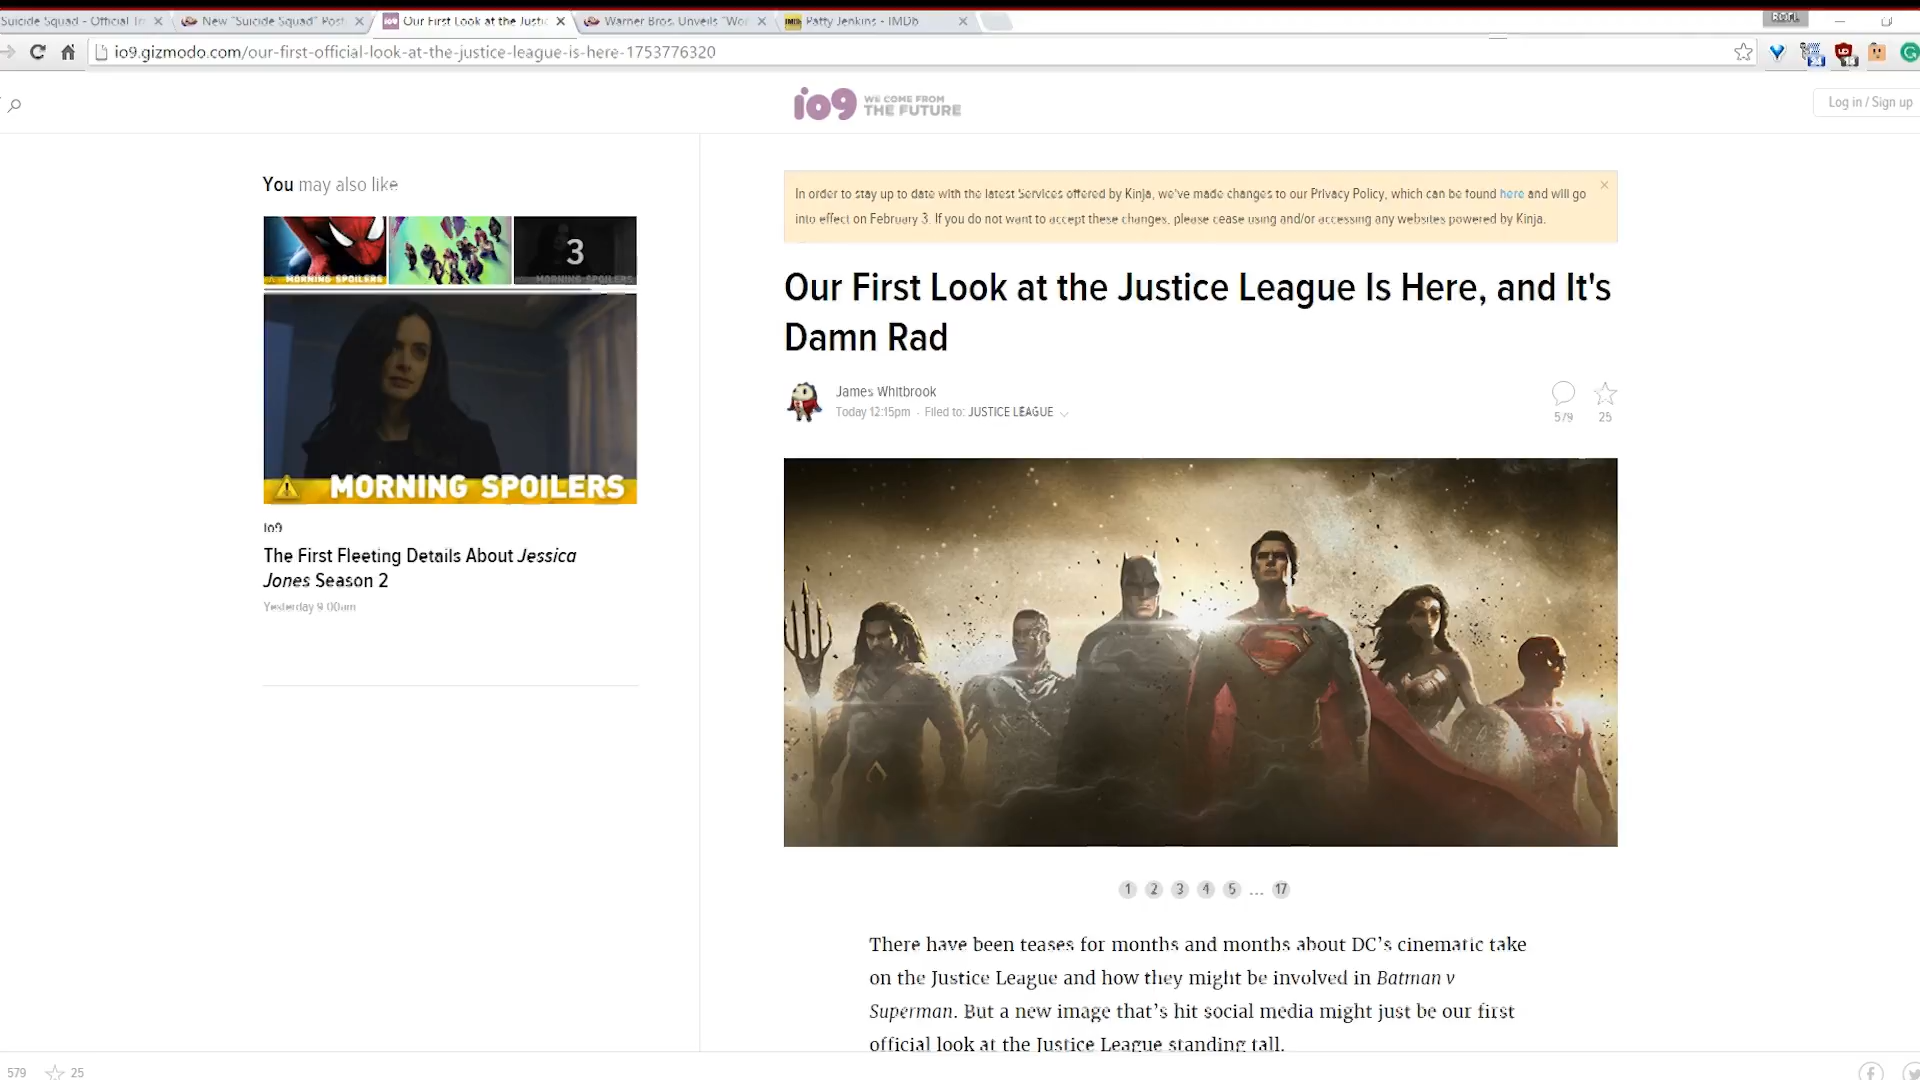 Suicide Squad - Official Tr
New "Suicide Squad" Post
Our First Look at the Justic
Warner Bros. Unveils "Wor
Patty Jenkins - IMDb
io9.gizmodo.com/our-first-official-look-at-the-justice-league-is-here-1753776320
io9 WE COME FROM THE FUTURE
Log in / Sign up
You may also like
MORNING SPOILERS
3
MORNING SPOILERS
MORNING SPOILERS
io9
The First Fleeting Details About Jessica
Jones Season 2
Yesterday 9:00am
In order to stay up to date with the latest Services offered by Kinja, we've made changes to our Privacy Policy, which can be found here and will go
into effect on February 3. If you do not want to accept these changes, please cease using and/or accessing any websites powered by Kinja.
Our First Look at the Justice League Is Here, and It's
Damn Rad
James Whitbrook
Today 12:15pm · Filed to: JUSTICE LEAGUE
579
25
1 2 3 4 5 ... 17
There have been teases for months and months about DC's cinematic take
on the Justice League and how they might be involved in Batman v
Superman. But a new image that's hit social media might just be our first
official look at the Justice League standing tall.
579 25